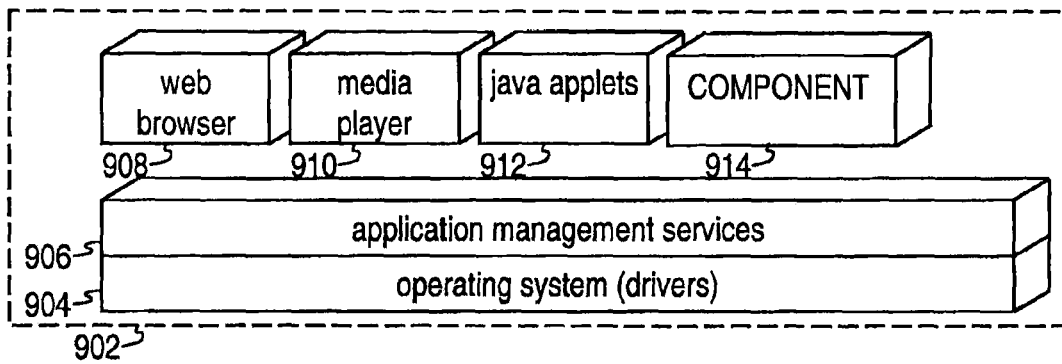 web browser
media player
java applets
COMPONENT
908
910
912
914
application management services
906
operating system (drivers)
904
902